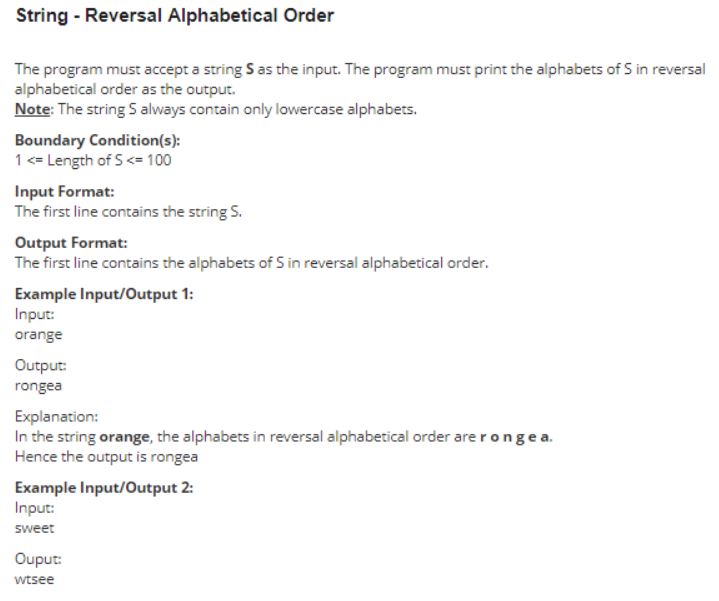 String - Reversal Alphabetical Order
The program must accept a string S as the input. The program must print the alphabets of S in reversal
alphabetical order as the output.
Note: The string S always contain only lowercase alphabets.
Boundary Condition(s):
1 <= Length of S <= 100
Input Format:
The first line contains the string S.
Output Format:
The first line contains the alphabets of S in reversal alphabetical order.
Example Input/Output 1:
Input:
orange
Output:
rongea
Explanation:
In the string orange, the alphabets in reversal alphabetical order are r o n g e a.
Hence the output is rongea
Example Input/Output 2:
Input:
sweet
Ouput:
wtsee